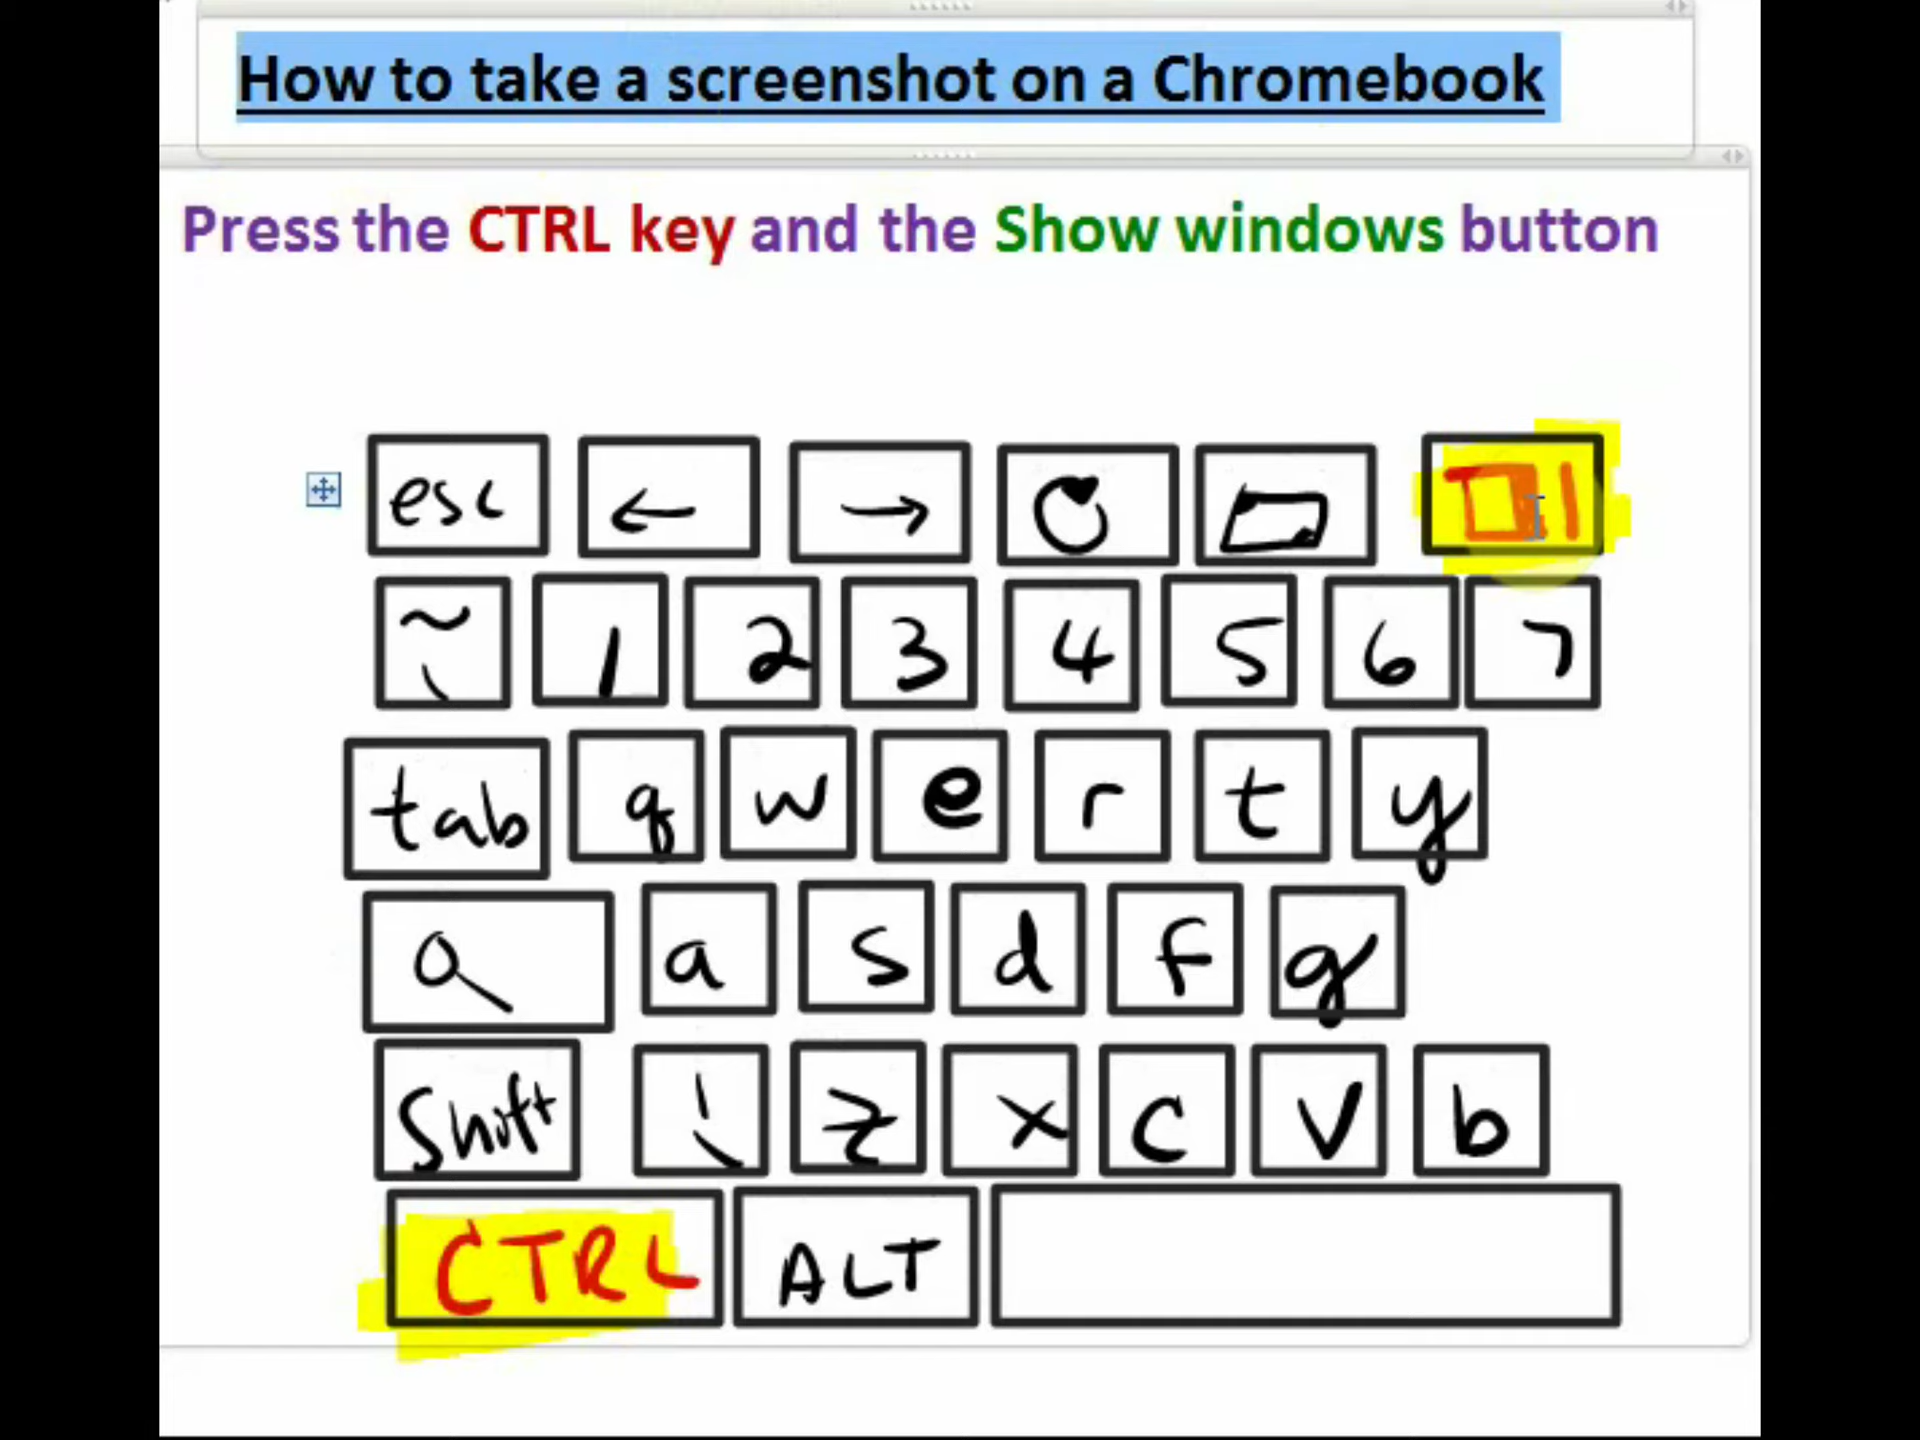 How to take a screenshot on a Chromebook
Press the CTRL key and the Show windows button
esc ← →
~ 1 2 3 4 5 6 7
tab q w e r t y
a s d f g
Shift z x c v b
CTRL ALT